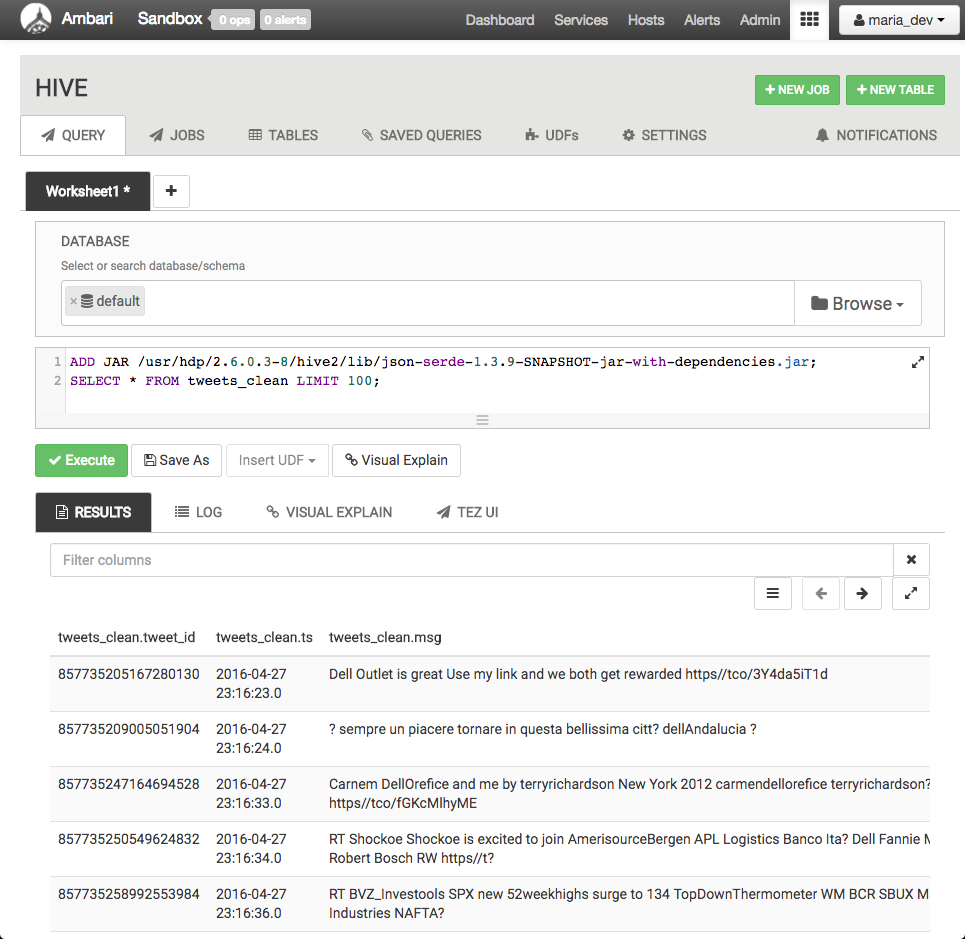 Ambari Sandbox 0 ops 0 alerts Dashboard Services Hosts Alerts Admin maria_dev
HIVE + NEW JOB + NEW TABLE
QUERY JOBS TABLES SAVED QUERIES UDFs SETTINGS NOTIFICATIONS
Worksheet1 * +
DATABASE
Select or search database/schema
× default Browse
1 ADD JAR /usr/hdp/2.6.0.3-8/hive2/lib/json-serde-1.3.9-SNAPSHOT-jar-with-dependencies.jar;
2 SELECT * FROM tweets_clean LIMIT 100;
Execute Save As Insert UDF Visual Explain
RESULTS LOG VISUAL EXPLAIN TEZ UI
Filter columns
tweets_clean.tweet_id tweets_clean.ts tweets_clean.msg
857735205167280130 2016-04-27 Dell Outlet is great Use my link and we both get rewarded https//tco/3Y4da5iT1d
23:16:23.0
857735209005051904 2016-04-27 ? sempre un piacere tornare in questa bellissima citt? dellAndalucia ?
23:16:24.0
857735247164694528 2016-04-27 Carnem DellOrefice and me by terryrichardson New York 2012 carmendellorefice terryrichardson?
23:16:33.0 https//tco/fGKcMlhyME
857735250549624832 2016-04-27 RT Shockoe Shockoe is excited to join AmerisourceBergen APL Logistics Banco Ita? Dell Fannie M
23:16:34.0 Robert Bosch RW https//t?
857735258992553984 2016-04-27 RT BVZ_Investools SPX new 52weekhighs surge to 134 TopDownThermometer WM BCR SBUX M
23:16:36.0 Industries NAFTA?